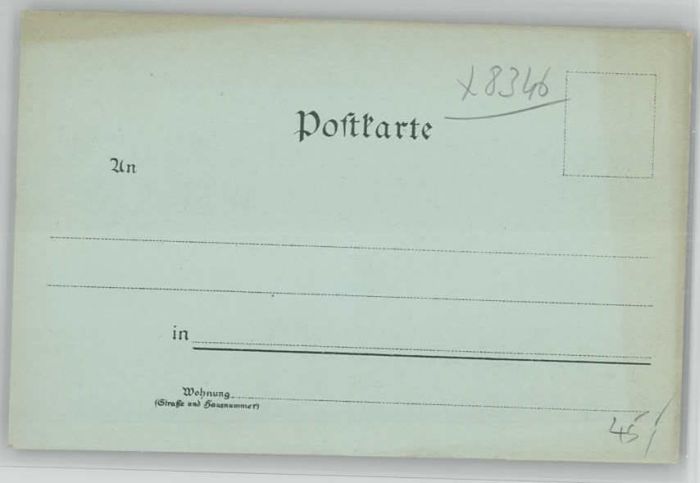 x8346
Poſtkarte
An
in
Wohnung
(Straße und Hausnummer)
45